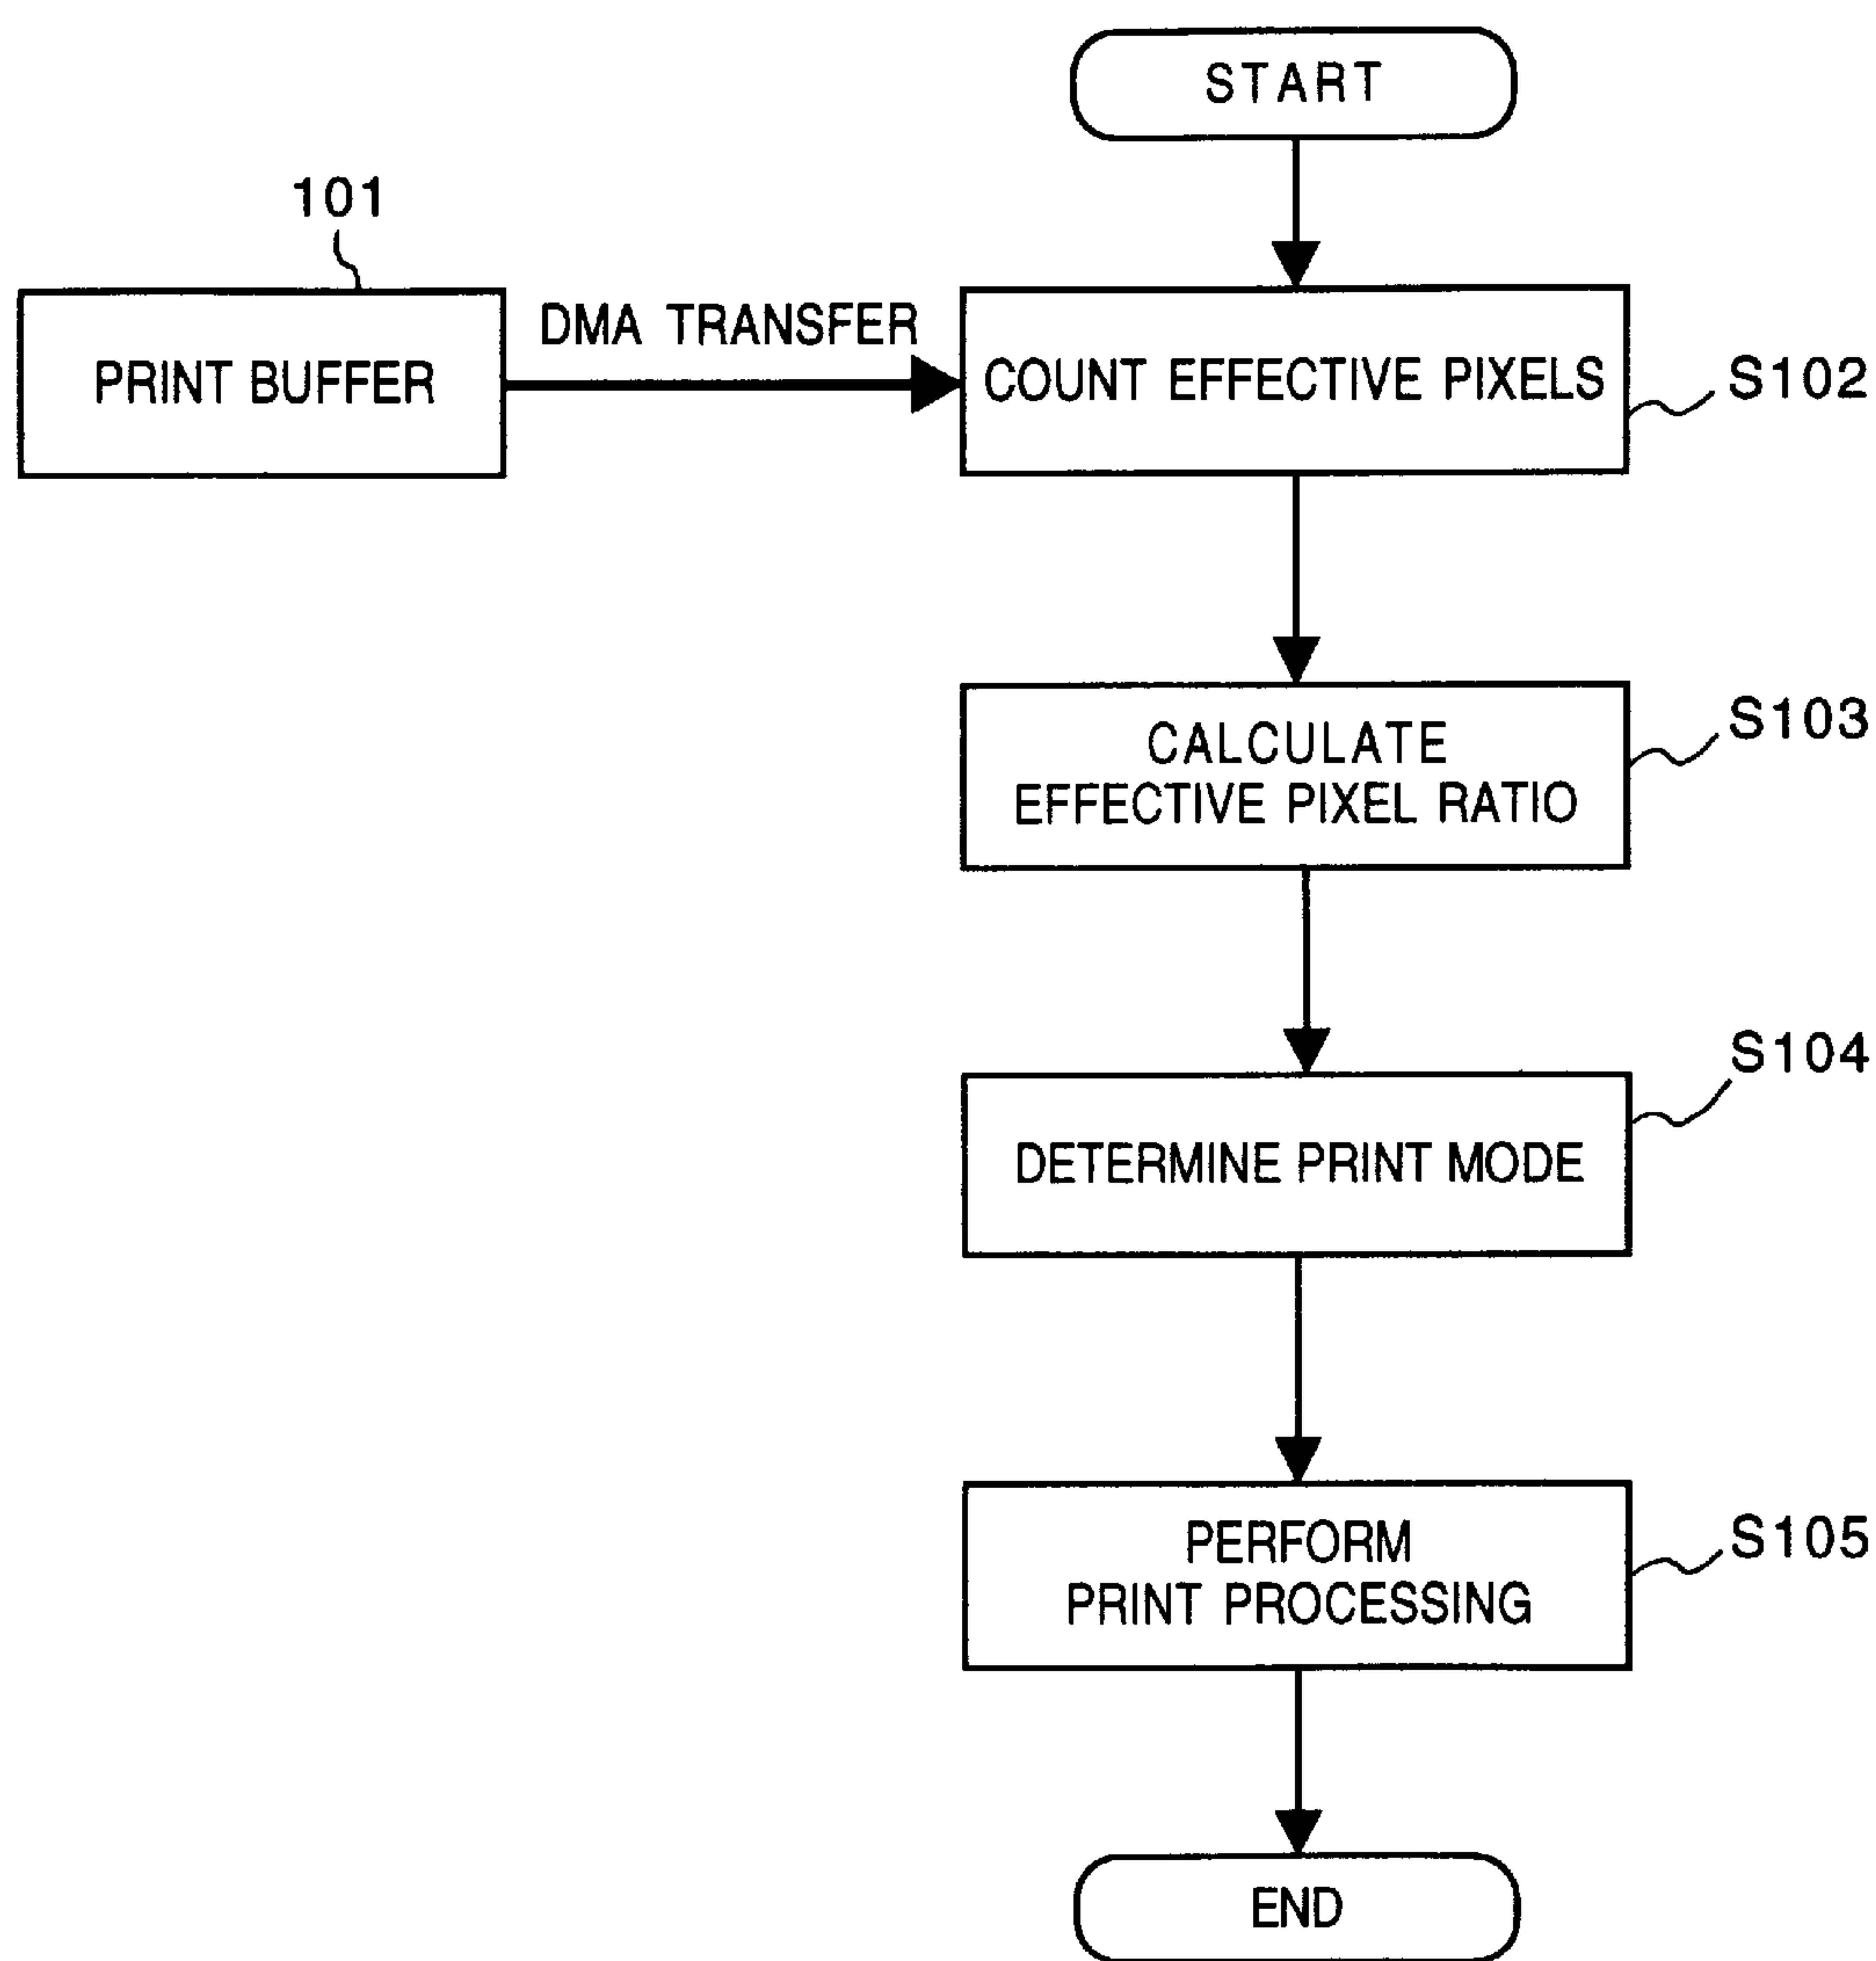 START
101
PRINT BUFFER
DMA TRANSFER
COUNT EFFECTIVE PIXELS
S102
CALCULATE
EFFECTIVE PIXEL RATIO
S103
DETERMINE PRINT MODE
S104
PERFORM
PRINT PROCESSING
S105
END